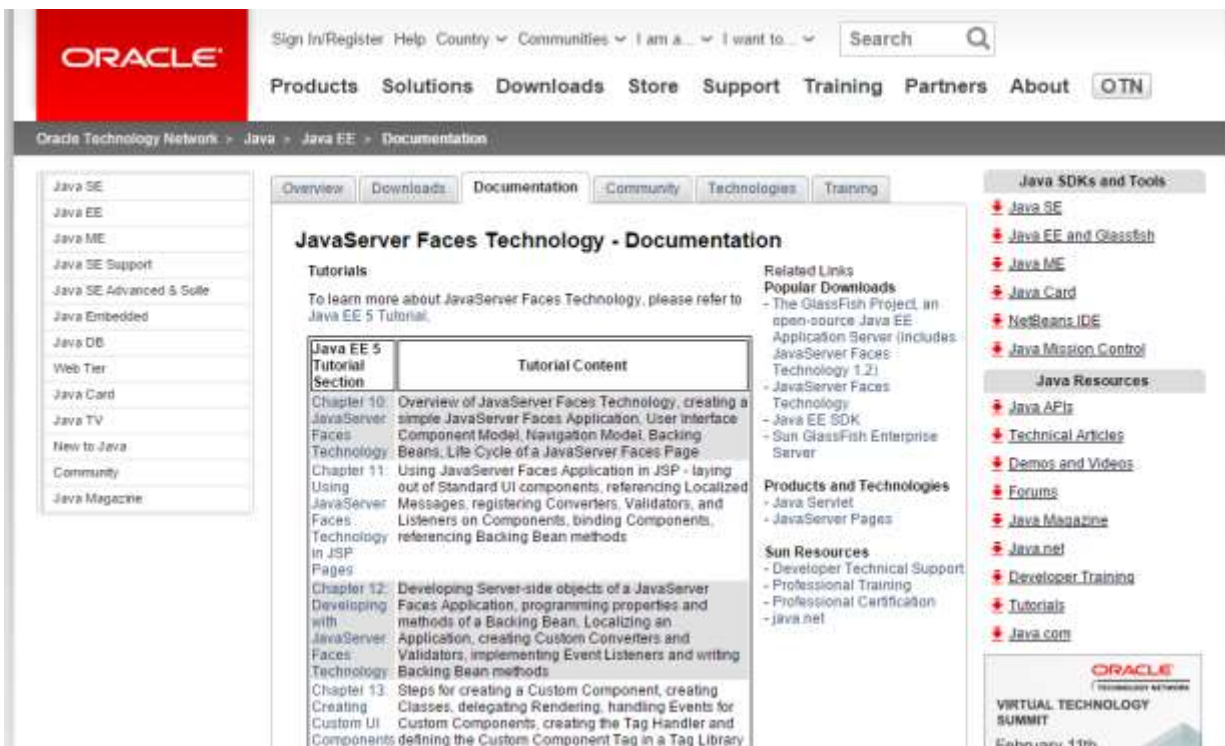 ORACLE
Sign In/Register Help Country Communities I am a... I want to... Search
Products Solutions Downloads Store Support Training Partners About OTN
Oracle Technology Network > Java > Java EE > Documentation
Java SE
Java EE
Java ME
Java SE Support
Java SE Advanced & Suite
Java Embedded
Java DB
Web Tier
Java Card
Java TV
New to Java
Community
Java Magazine
Overview Downloads Documentation Community Technologies Training
JavaServer Faces Technology - Documentation
Tutorials
To learn more about JavaServer Faces Technology, please refer to
Java EE 5 Tutorial.
Java EE 5
Tutorial
Section
Tutorial Content
Chapter 10:
JavaServer
Faces
Technology
Overview of JavaServer Faces Technology, creating a
simple JavaServer Faces Application, User Interface
Component Model, Navigation Model, Backing
Beans, Life Cycle of a JavaServer Faces Page
Chapter 11:
Using
JavaServer
Faces
Technology
in JSP
Pages
Using JavaServer Faces Application in JSP - laying
out of Standard UI components, referencing Localized
Messages, registering Converters, Validators, and
Listeners on Components, binding Components,
referencing Backing Bean methods
Chapter 12:
Developing
with
JavaServer
Faces
Technology
Developing Server-side objects of a JavaServer
Faces Application, programming properties and
methods of a Backing Bean, Localizing an
Application, creating Custom Converters and
Validators, implementing Event Listeners and writing
Backing Bean methods
Chapter 13:
Creating
Custom UI
Components
Steps for creating a Custom Component, creating
Classes, delegating Rendering, handling Events for
Custom Components, creating the Tag Handler and
defining the Custom Component Tag in a Tag Library
Related Links
Popular Downloads
- The GlassFish Project, an
open-source Java EE
Application Server (includes
JavaServer Faces
Technology 1.2)
- JavaServer Faces
Technology
- Java EE SDK
- Sun GlassFish Enterprise
Server
Products and Technologies
- Java Servlet
- JavaServer Pages
Sun Resources
- Developer Technical Support
- Professional Training
- Professional Certification
- java.net
Java SDKs and Tools
Java SE
Java EE and Glassfish
Java ME
Java Card
NetBeans IDE
Java Mission Control
Java Resources
Java APIs
Technical Articles
Demos and Videos
Forums
Java Magazine
Java.net
Developer Training
Tutorials
Java.com
ORACLE
TECHNOLOGY NETWORK
VIRTUAL TECHNOLOGY
SUMMIT
February 11th